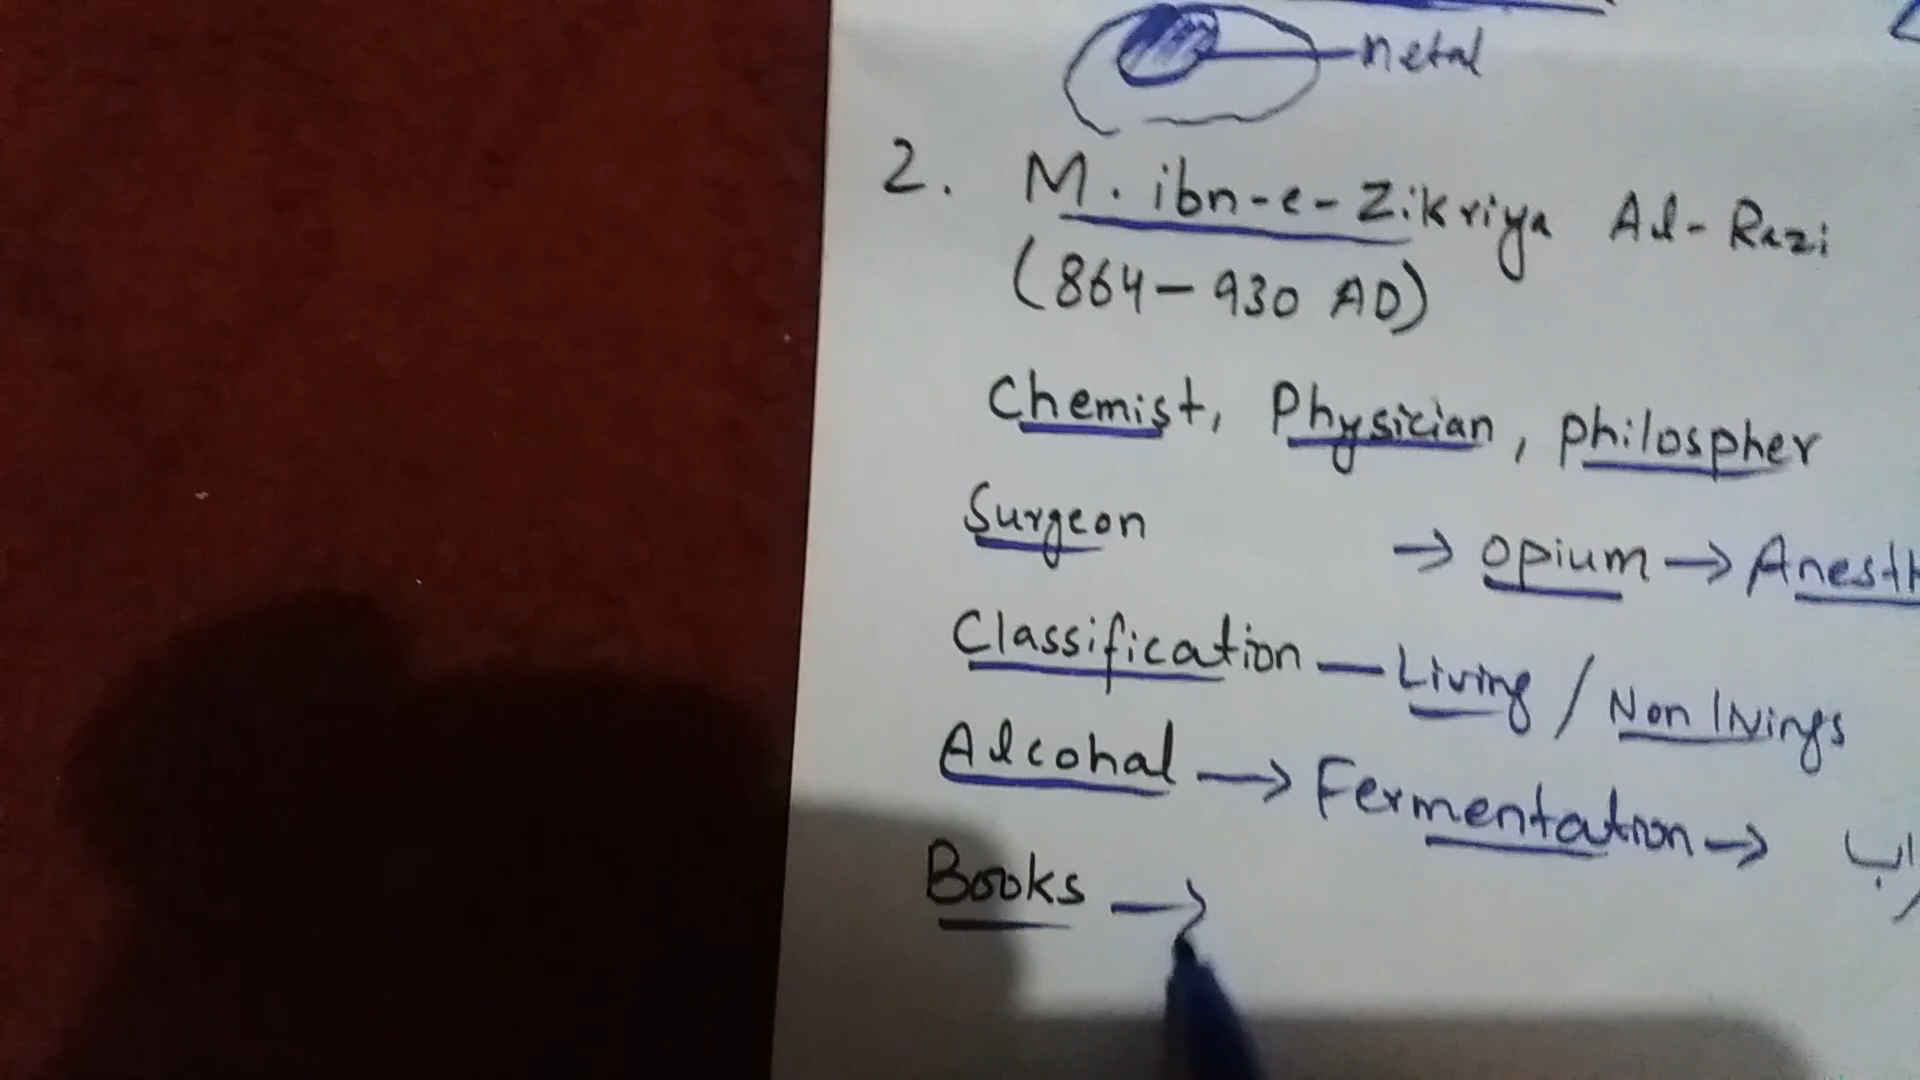 metal
2. M. ibn-e-Zikriya Al-Razi
(864-930 AD)
Chemist, Physician, philospher
Surgeon → opium → Anesth
Classification — Living / Non livings
Alcohal → Fermentation →
Books →